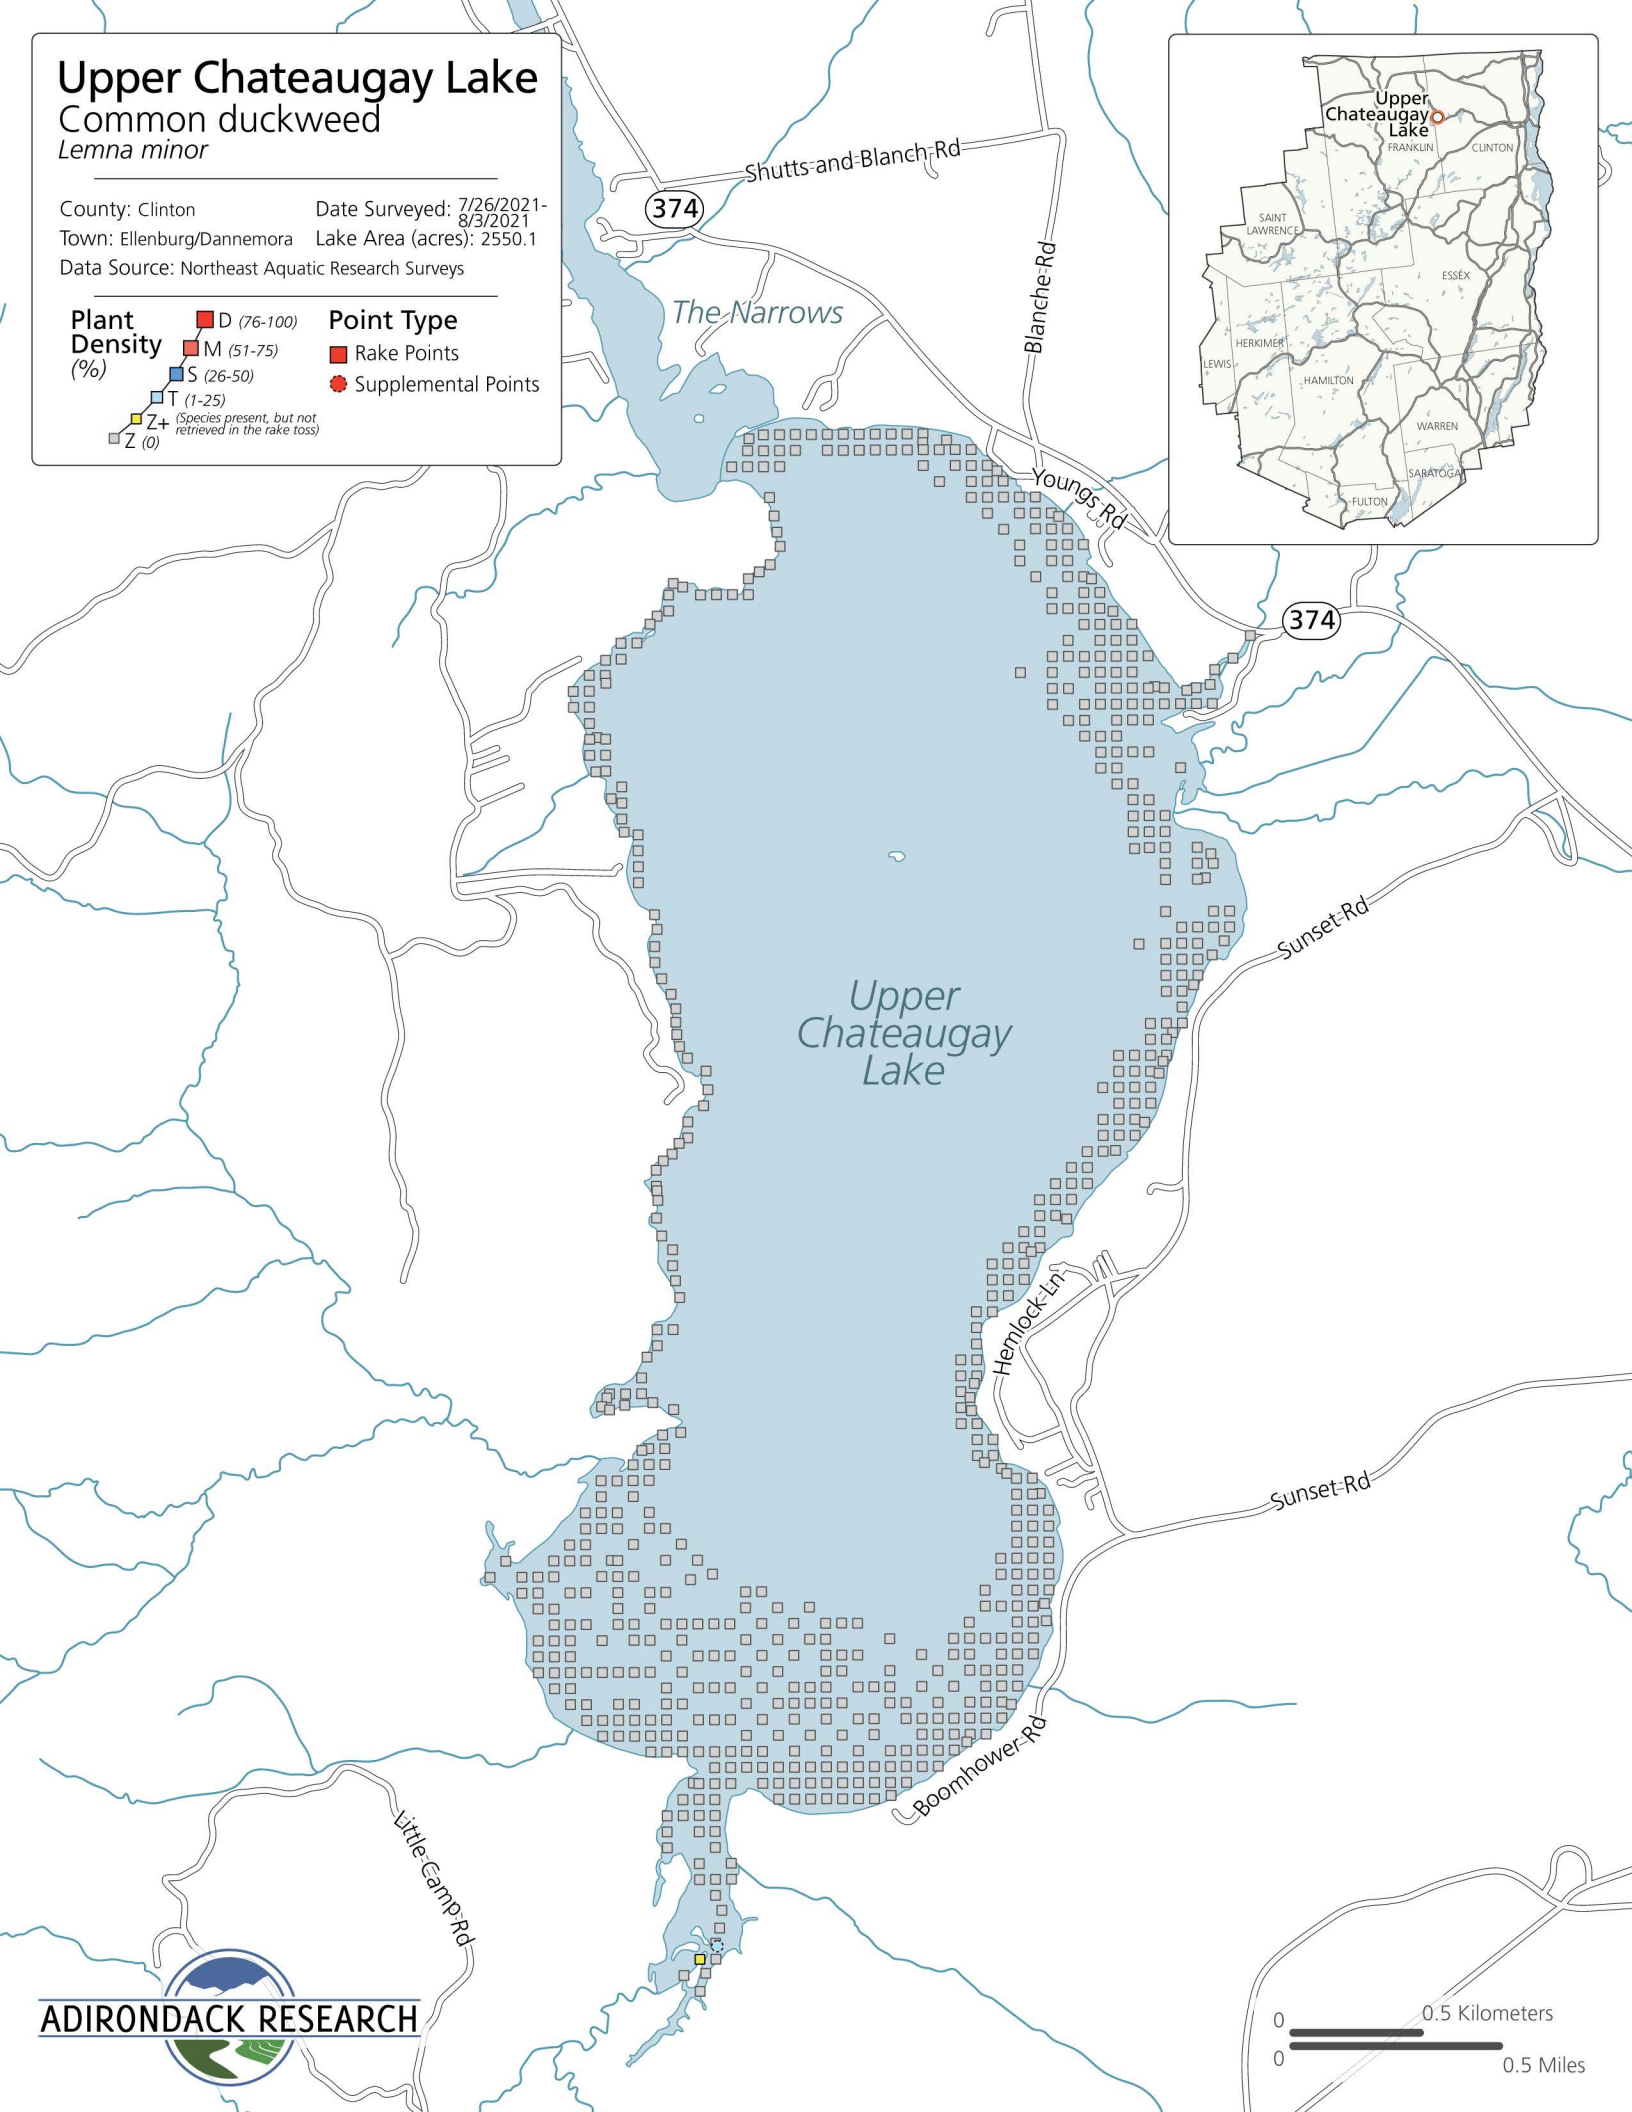 Upper Chateaugay Lake
Common duckweed
Lemna minor
County: Clinton
Date Surveyed: 7/26/2021-
8/3/2021
Town: Ellenburg/Dannemora
Lake Area (acres): 2550.1
Data Source: Northeast Aquatic Research Surveys
Plant
Density
(%)
D (76-100)
M (51-75)
S (26-50)
T (1-25)
Z+ (Species present, but not
retrieved in the rake toss)
Z (0)
Point Type
Rake Points
Supplemental Points
Upper
Chateaugay
Lake
FRANKLIN
CLINTON
SAINT
LAWRENCE
ESSEX
HERKIMER
LEWIS
HAMILTON
WARREN
SARATOGA
FULTON
Shutts and Blanch Rd
374
Blanche Rd
The Narrows
Youngs Rd
374
Sunset Rd
Upper
Chateaugay
Lake
Hemlock Ln
Sunset Rd
Boomhower Rd
Little Camp Rd
ADIRONDACK RESEARCH
0 0.5 Kilometers
0 0.5 Miles